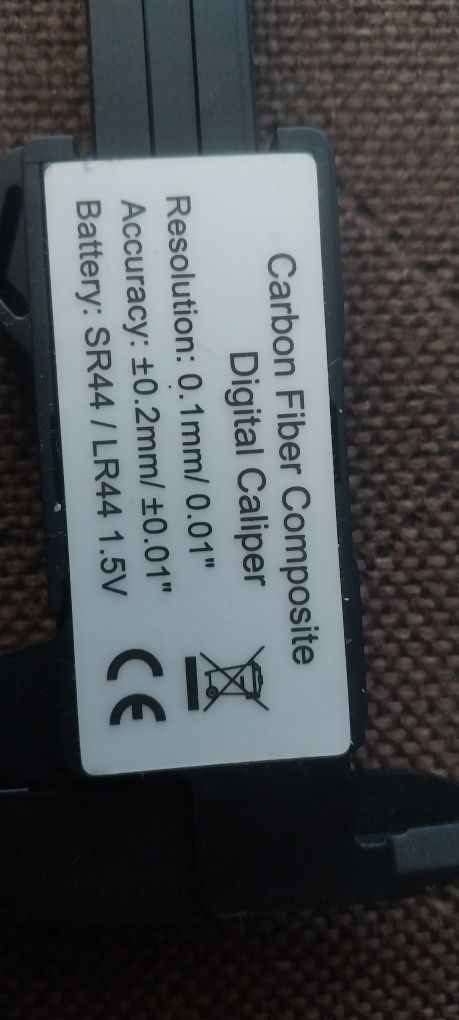 Carbon Fiber Composite
Digital Caliper
Resolution: 0.1mm/ 0.01"
Accuracy: ±0.2mm/ ±0.01"
Battery: SR44 / LR44 1.5V
CE